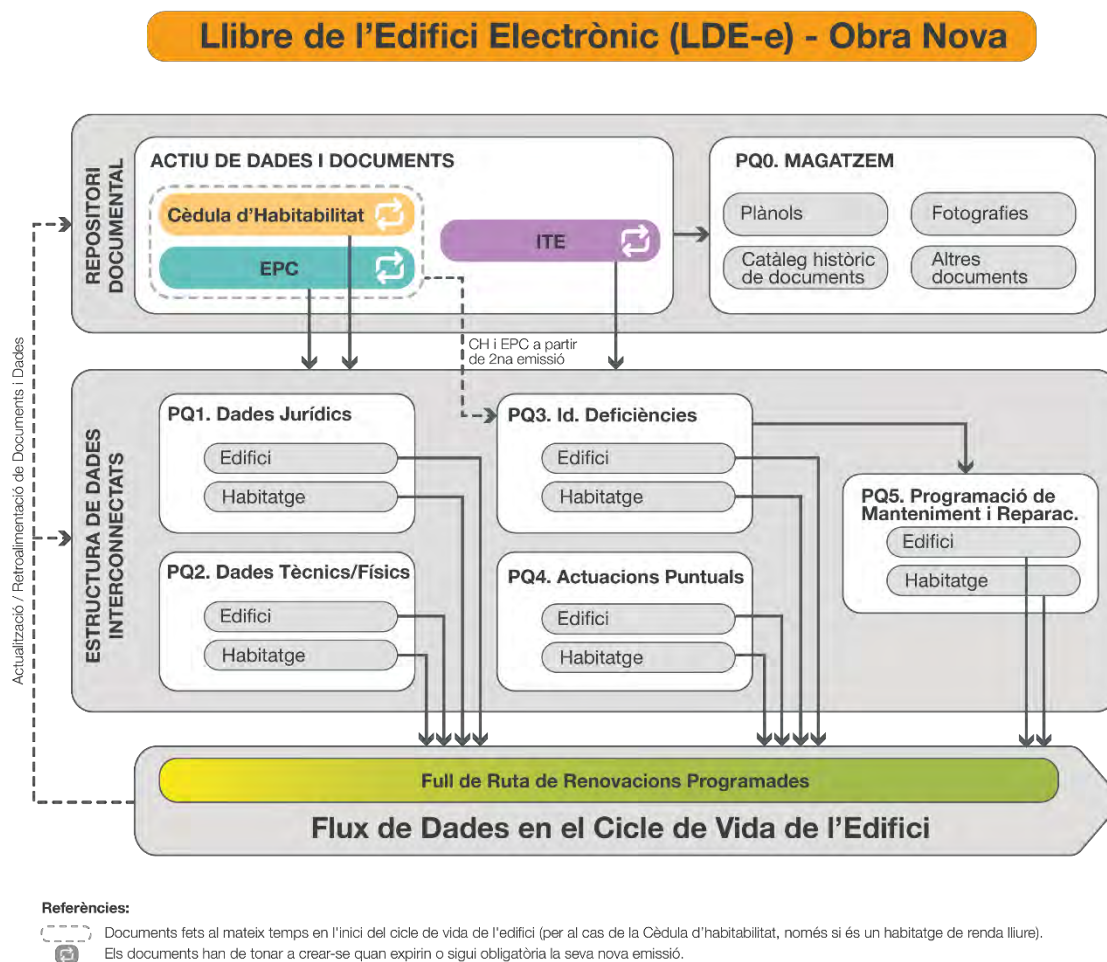 Llibre de l’Edifici Electrònic (LDE-e) - Obra Nova
REPOSITORI
DOCUMENTAL
ACTIU DE DADES I DOCUMENTS
Cèdula d’Habitabilitat
EPC
ITE
PQ0. MAGATZEM
Plànols
Fotografies
Catàleg històric
de documents
Altres
documents
CH i EPC a partir
de 2na emissió
Actualització / Retroalimentació de Documents i Dades
ESTRUCTURA DE DADES
INTERCONNECTATS
PQ1. Dades Jurídics
Edifici
Habitatge
PQ2. Dades Tècnics/Físics
Edifici
Habitatge
PQ3. Id. Deficiències
Edifici
Habitatge
PQ4. Actuacions Puntuals
Edifici
Habitatge
PQ5. Programació de
Manteniment i Reparac.
Edifici
Habitatge
Full de Ruta de Renovacions Programades
Flux de Dades en el Cicle de Vida de l’Edifici
Referències:
Documents fets al mateix temps en l'inici del cicle de vida de l'edifici (per al cas de la Cèdula d’habitabilitat, només si és un habitatge de renda lliure).
Els documents han de tonar a crear-se quan expirin o sigui obligatòria la seva nova emissió.